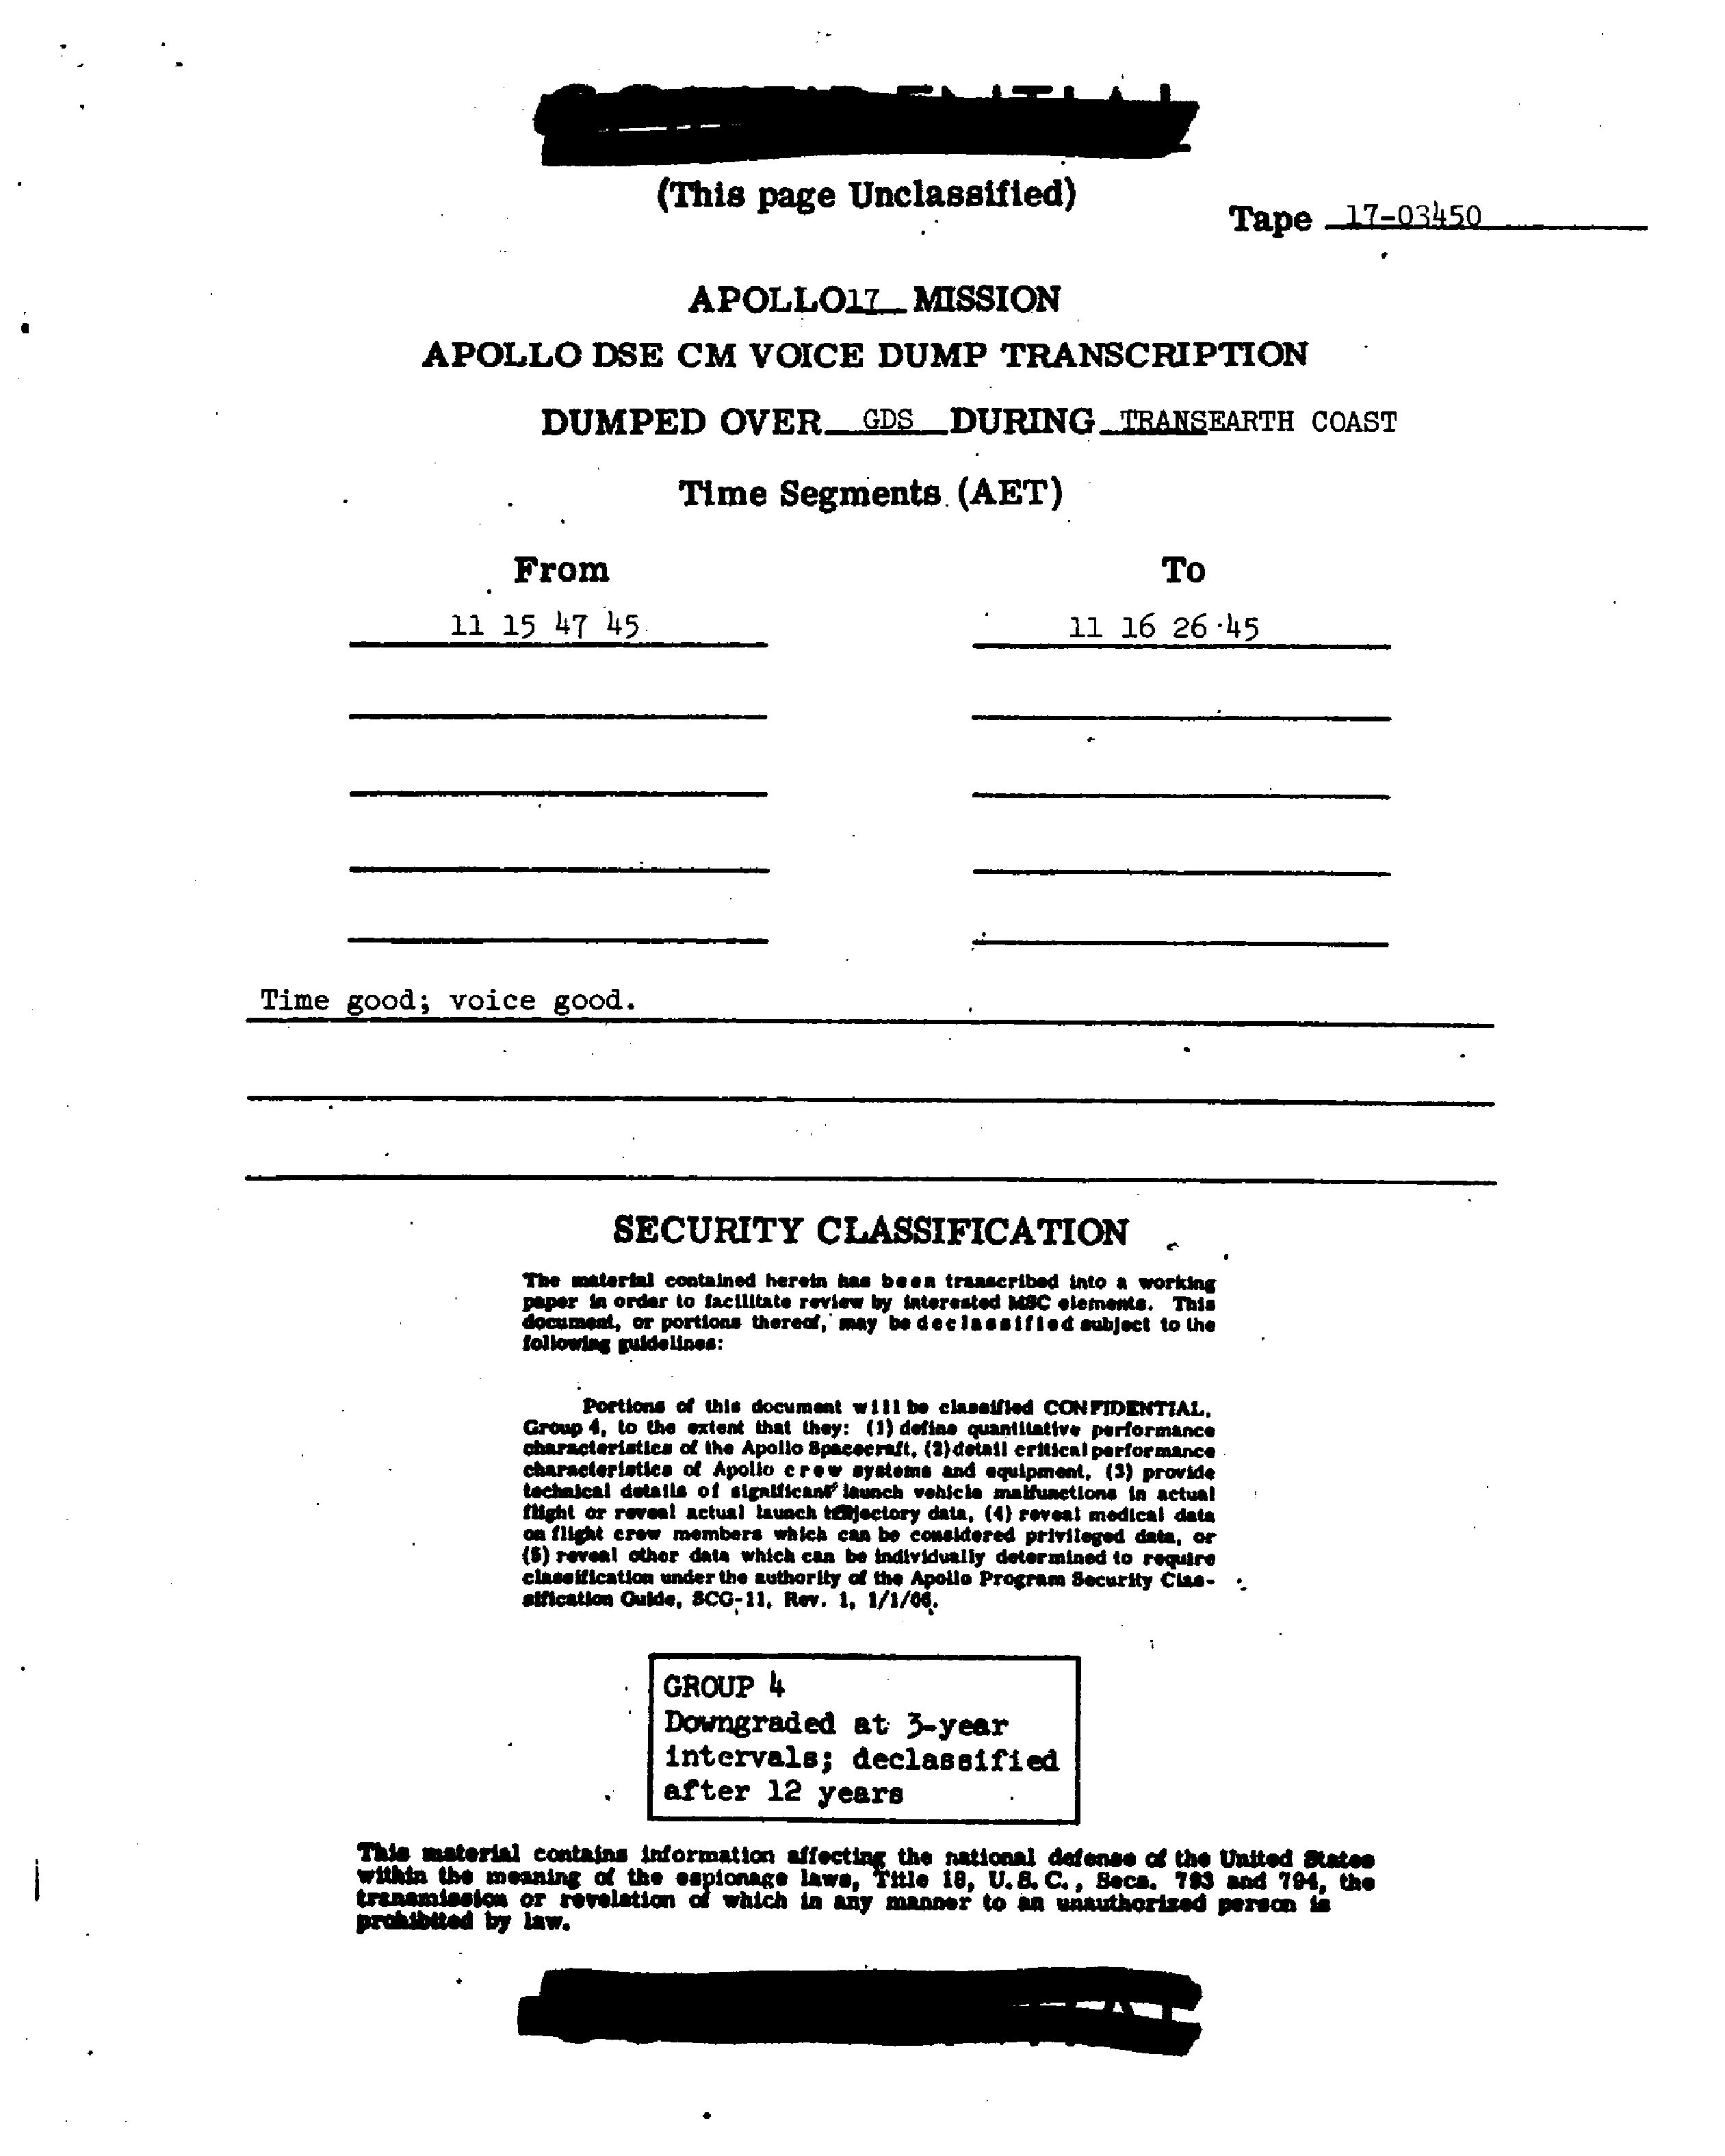 (This page Unclassified)
Tape 17-03450
APOLLO 17 MISSION
APOLLO DSE CM VOICE DUMP TRANSCRIPTION
DUMPED OVER GDS DURING TRANSEARTH COAST
Time Segments (AET)
From To
11 15 47 45 11 16 26 45
Time good; voice good.
SECURITY CLASSIFICATION
The material contained herein has been transcribed into a working
paper in order to facilitate review by interested MSC elements. This
document, or portions thereof, may be declassified subject to the
following guidelines:
Portions of this document will be classified CONFIDENTIAL,
Group 4, to the extent that they: (1) define quantitative performance
characteristics of the Apollo Spacecraft, (2) detail critical performance
characteristics of Apollo crew systems and equipment, (3) provide
technical details of significant launch vehicle malfunctions in actual
flight or reveal actual launch trajectory data, (4) reveal medical data
on flight crew members which can be considered privileged data, or
(5) reveal other data which can be individually determined to require
classification under the authority of the Apollo Program Security Clas-
sification Guide, SCG-11, Rev. 1, 1/1/66.
GROUP 4
Downgraded at 3-year
intervals; declassified
after 12 years
This material contains information affecting the national defense of the United States
within the meaning of the espionage laws, Title 18, U.S.C., Secs. 793 and 794, the
transmission or revelation of which in any manner to an unauthorized person is
prohibited by law.